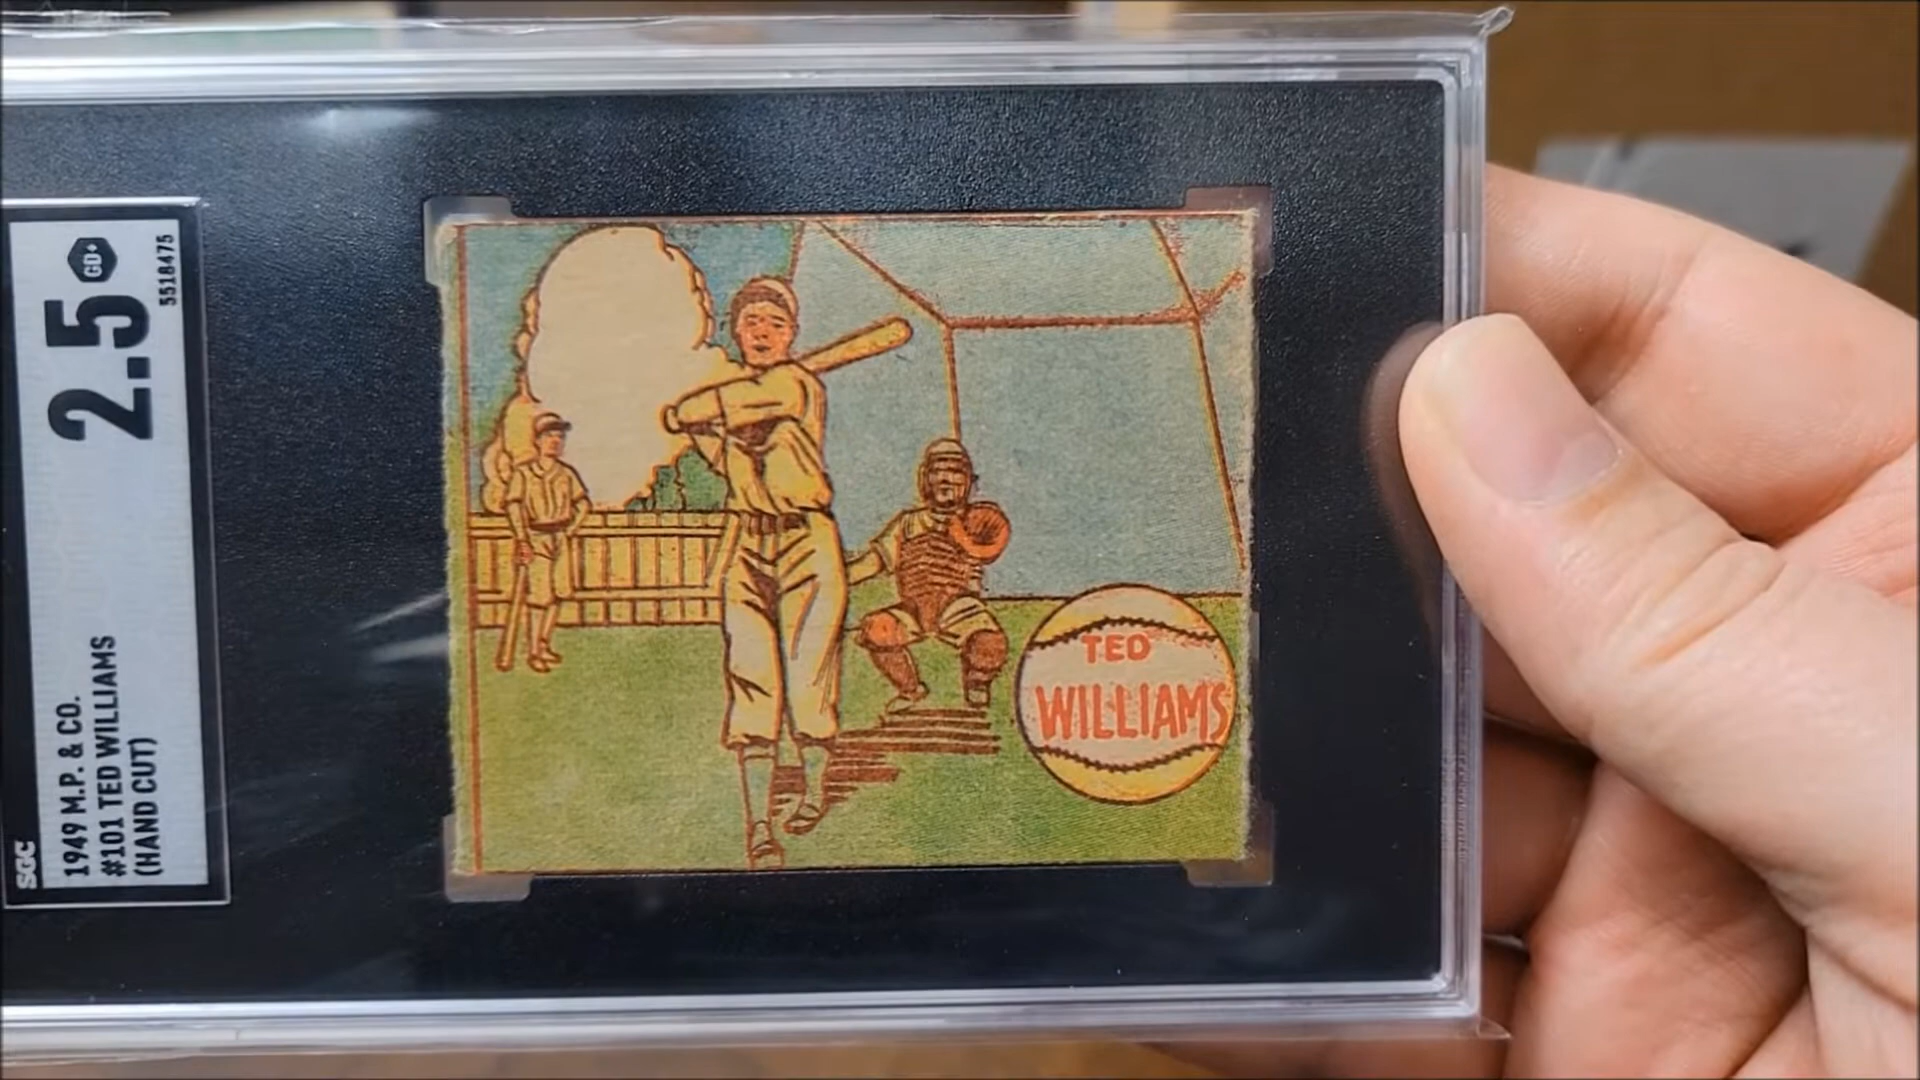 1949 M.P. & CO.
#101 TED WILLIAMS
(HAND CUT)
SGC
2.5
GD+
5518475
TED
WILLIAMS